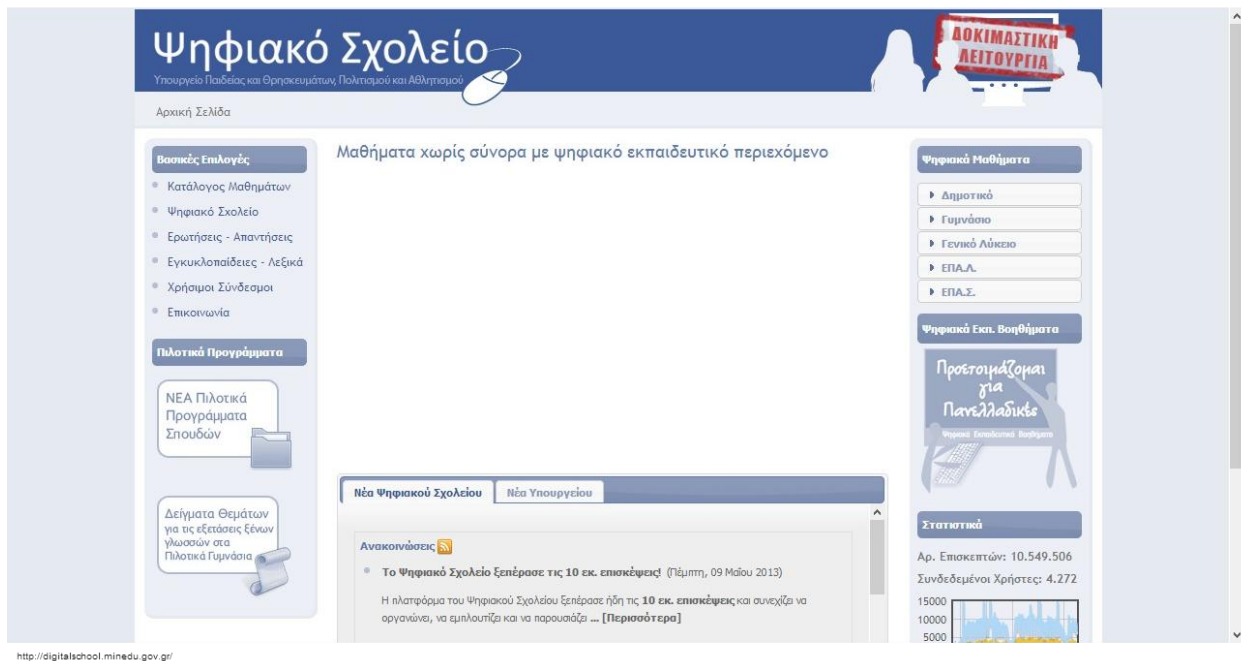 Ψηφιακό Σχολείο
Υπουργείο Παιδείας και Θρησκευμάτων, Πολιτισμού και Αθλητισμού
ΔΟΚΙΜΑΣΤΙΚΗ
ΛΕΙΤΟΥΡΓΙΑ
Αρχική Σελίδα
Βασικές Επιλογές
Κατάλογος Μαθημάτων
Ψηφιακό Σχολείο
Ερωτήσεις - Απαντήσεις
Εγκυκλοπαίδειες - Λεξικά
Χρήσιμοι Σύνδεσμοι
Επικοινωνία
Πιλοτικά Προγράμματα
ΝΕΑ Πιλοτικά
Προγράμματα
Σπουδών
Δείγματα Θεμάτων
για τις εξετάσεις ξένων
γλωσσών στα
Πιλοτικά Γυμνάσια
Μαθήματα χωρίς σύνορα με ψηφιακό εκπαιδευτικό περιεχόμενο
Νέα Ψηφιακού Σχολείου
Νέα Υπουργείου
Ανακοινώσεις
Το Ψηφιακό Σχολείο ξεπέρασε τις 10 εκ. επισκέψεις! (Πέμπτη, 09 Μαΐου 2013)
Η πλατφόρμα του Ψηφιακού Σχολείου ξεπέρασε ήδη τις 10 εκ. επισκέψεις και συνεχίζει να
οργανώνει, να εμπλουτίζει και να παρουσιάζει ... [Περισσότερα]
Ψηφιακά Μαθήματα
Δημοτικό
Γυμνάσιο
Γενικό Λύκειο
ΕΠΑ.Λ.
ΕΠΑ.Σ.
Ψηφιακά Εκπ. Βοηθήματα
Προετοιμάζομαι
για
Πανελλαδικές
Ψηφιακά Εκπαιδευτικά Βοηθήματα
Στατιστικά
Αρ. Επισκεπτών: 10.549.506
Συνδεδεμένοι Χρήστες: 4.272
15000
10000
5000
http://digitalschool.minedu.gov.gr/